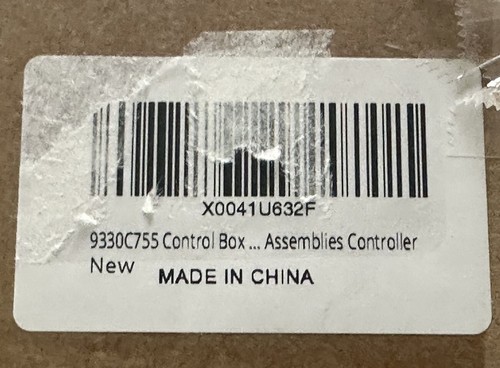 X0041U632F
9330C755 Control Box ... Assemblies Controller
New
MADE IN CHINA